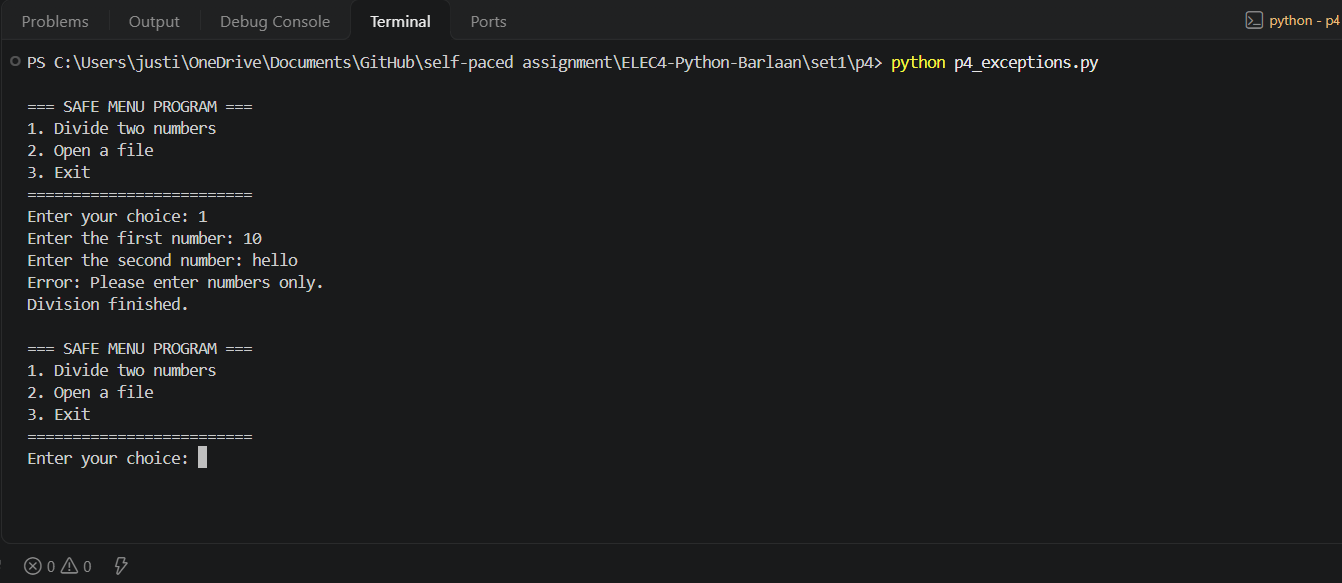 Problems Output Debug Console Terminal Ports python - p4
PS C:\Users\justi\OneDrive\Documents\GitHub\self-paced assignment\ELEC4-Python-Barlaan\set1\p4> python p4_exceptions.py
=== SAFE MENU PROGRAM ===
1. Divide two numbers
2. Open a file
3. Exit
=========================
Enter your choice: 1
Enter the first number: 10
Enter the second number: hello
Error: Please enter numbers only.
Division finished.
=== SAFE MENU PROGRAM ===
1. Divide two numbers
2. Open a file
3. Exit
=========================
Enter your choice:
0 0